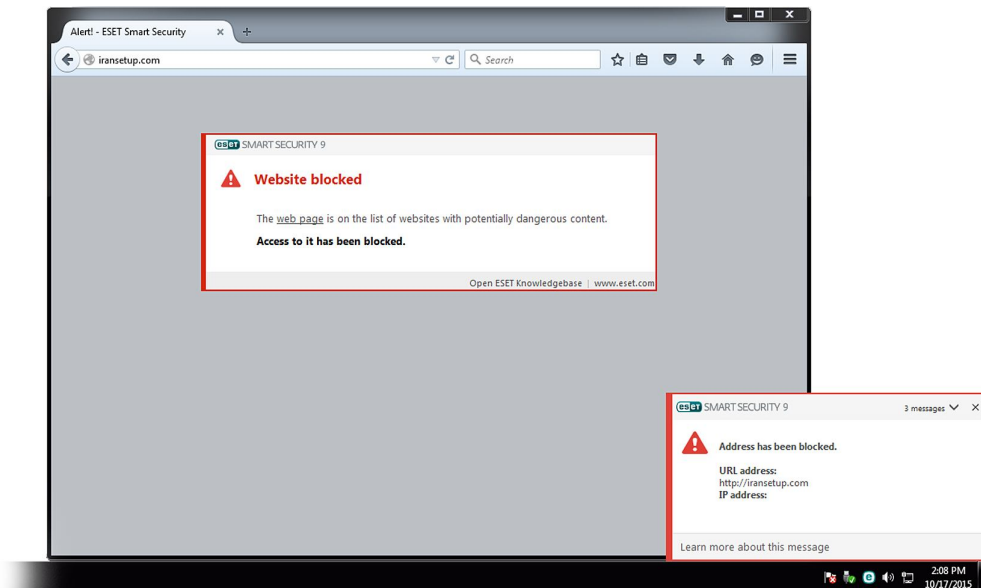 Alert! - ESET Smart Security
iransetup.com
Search
eset SMART SECURITY 9
Website blocked
The web page is on the list of websites with potentially dangerous content.
Access to it has been blocked.
Open ESET Knowledgebase | www.eset.com
eset SMART SECURITY 9
3 messages
Address has been blocked.
URL address:
http://iransetup.com
IP address:
Learn more about this message
2:08 PM
10/17/2015